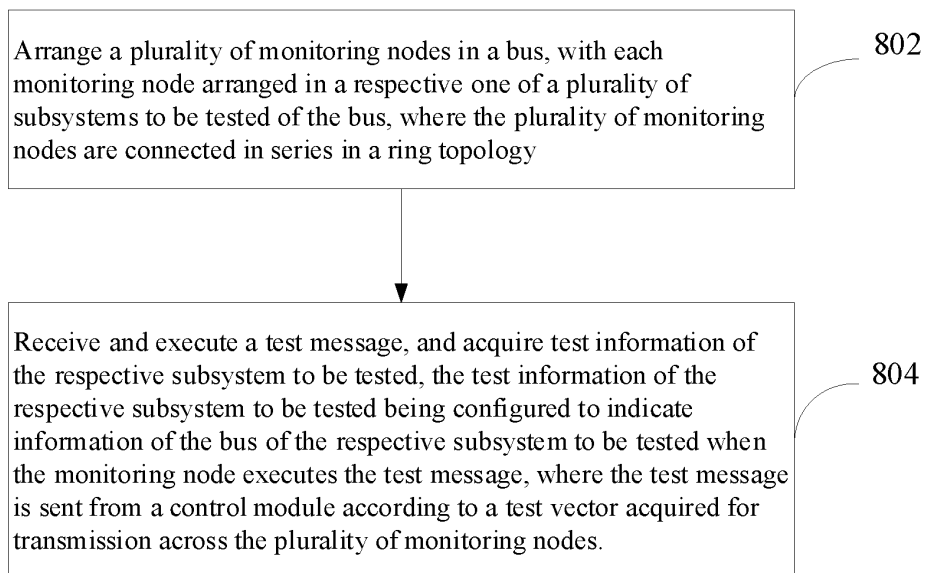 Arrange a plurality of monitoring nodes in a bus, with each
monitoring node arranged in a respective one of a plurality of
subsystems to be tested of the bus, where the plurality of monitoring
nodes are connected in series in a ring topology
802
Receive and execute a test message, and acquire test information of
the respective subsystem to be tested, the test information of the
respective subsystem to be tested being configured to indicate
information of the bus of the respective subsystem to be tested when
the monitoring node executes the test message, where the test message
is sent from a control module according to a test vector acquired for
transmission across the plurality of monitoring nodes.
804